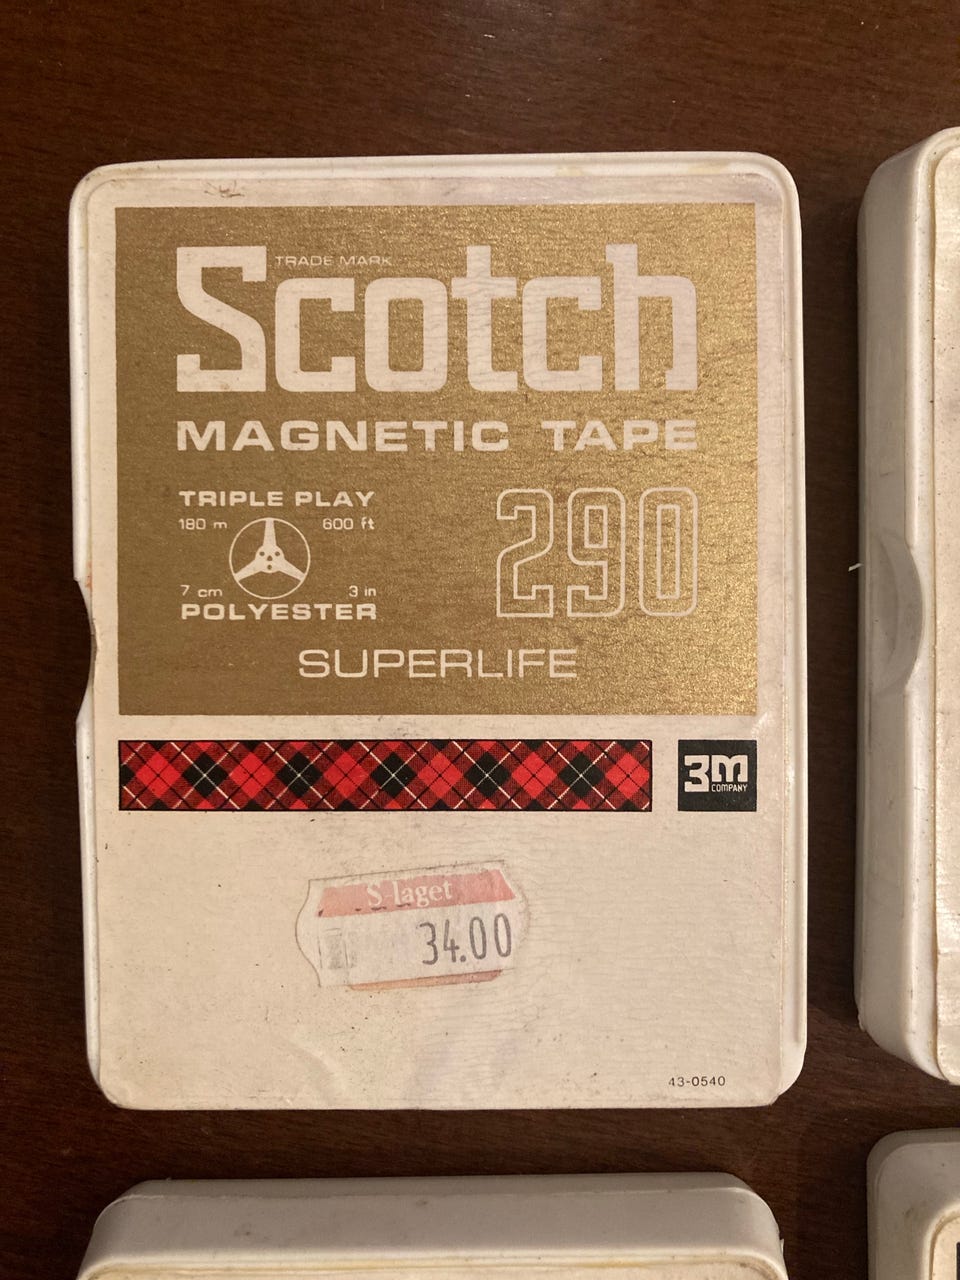 Scotch
TRADE MARK
MAGNETIC TAPE
TRIPLE PLAY
180 m 600 ft
7 cm 3 in
POLYESTER
290
SUPERLIFE
3M
COMPANY
S-laget
34.00
43-0540